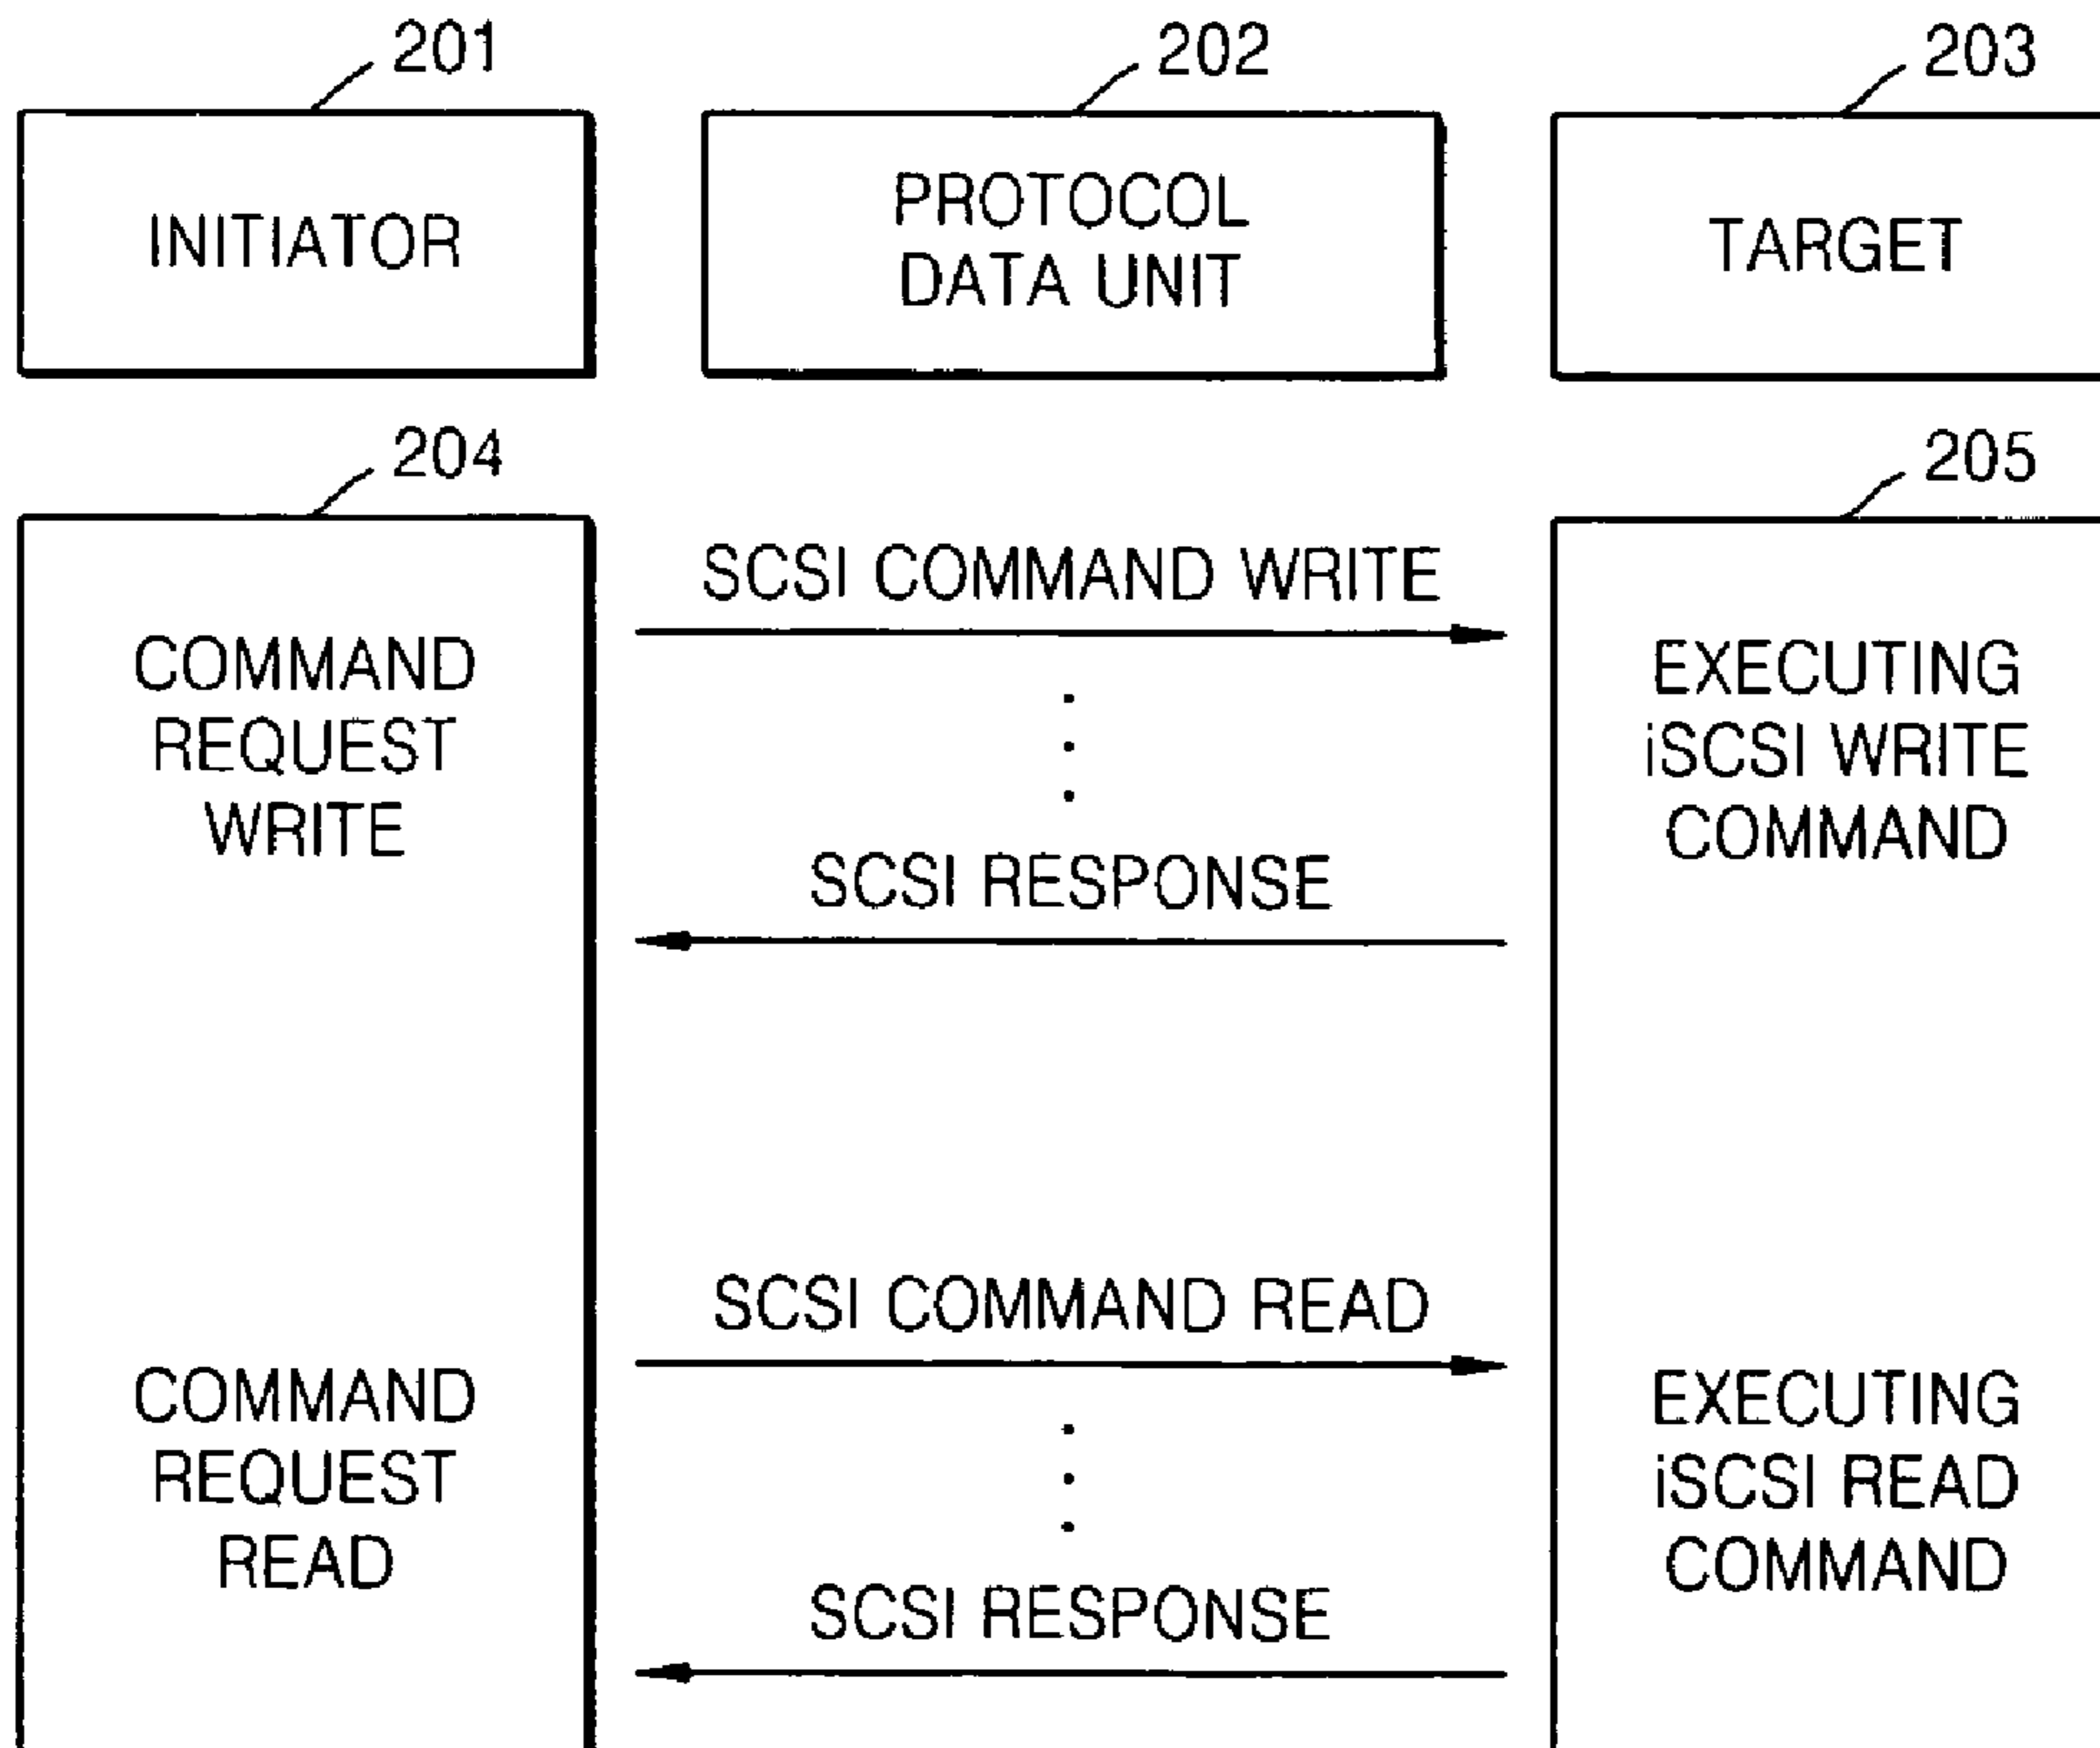 201
202
203
INITIATOR
PROTOCOL
DATA UNIT
TARGET
204
205
COMMAND
REQUEST
WRITE
SCSI COMMAND WRITE
SCSI RESPONSE
EXECUTING
iSCSI WRITE
COMMAND
COMMAND
REQUEST
READ
SCSI COMMAND READ
SCSI RESPONSE
EXECUTING
iSCSI READ
COMMAND